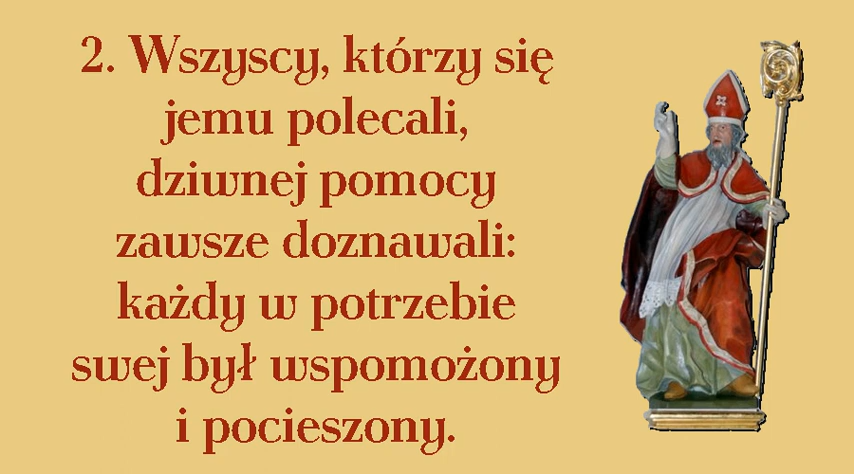 2. Wszyscy, którzy się
jemu polecali,
dziwnej pomocy
zawsze doznawali:
każdy w potrzebie
swej był wspomożony
i pocieszony.